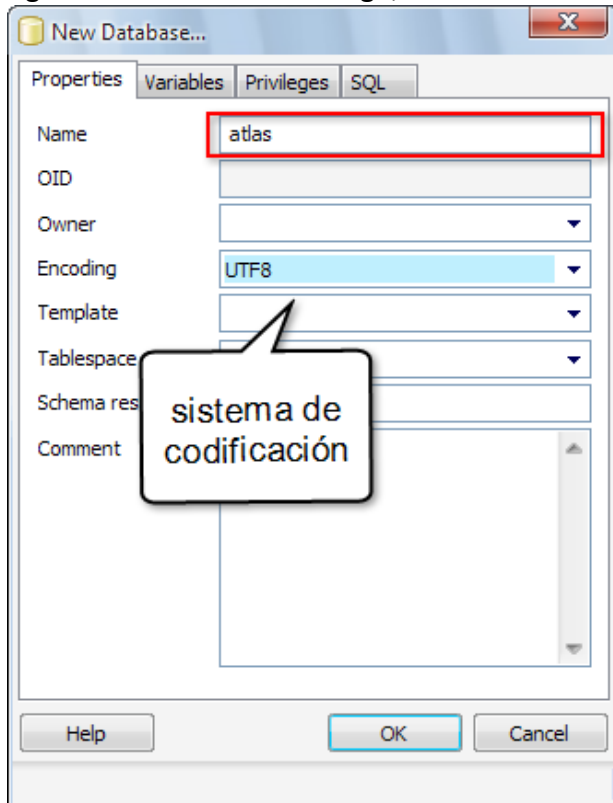 New Database...
Properties Variables Privileges SQL
Name atlas
OID
Owner
Encoding UTF8
Template
Tablespace
Schema res
sistema de
codificación
Comment
Help OK Cancel